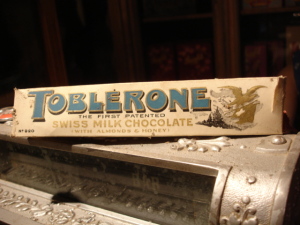 TOBLERONE
THE FIRST PATENTED
SWISS MILK CHOCOLATE
(WITH ALMONDS & HONEY)